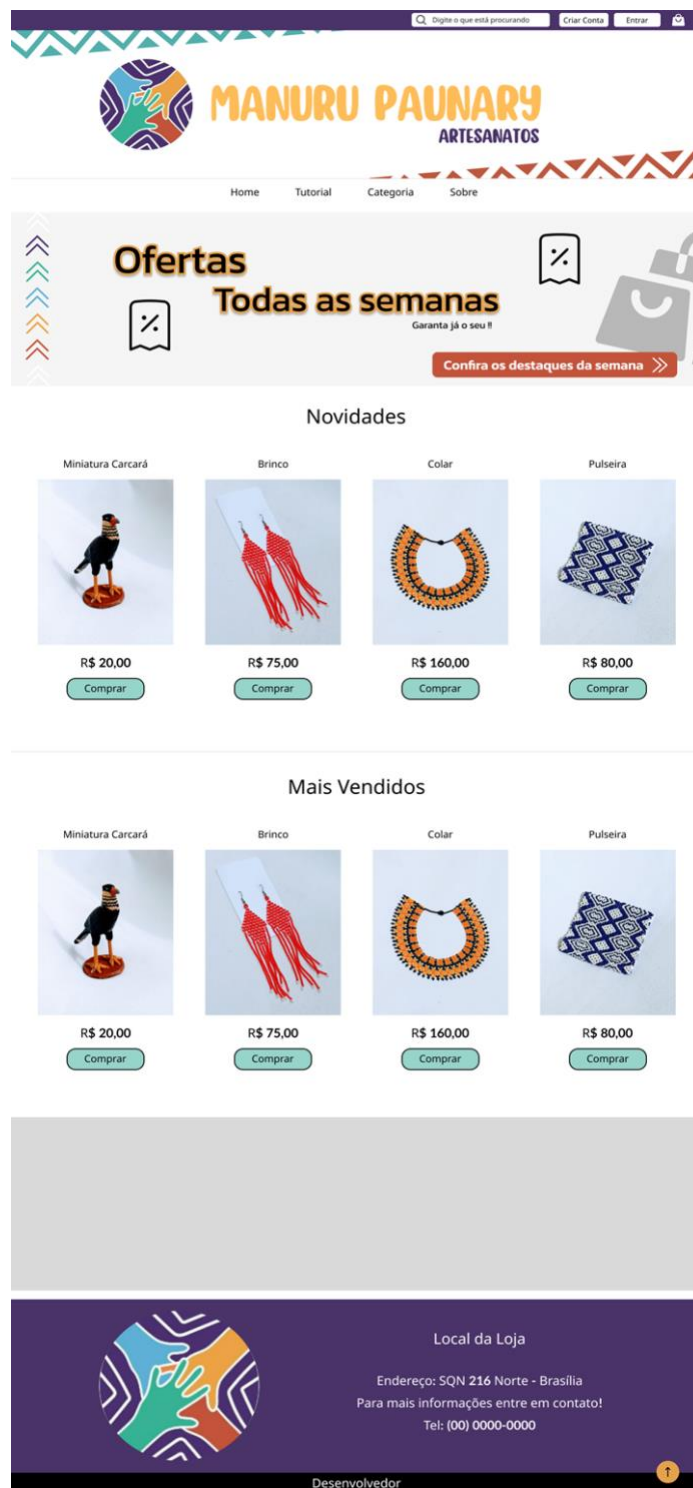 Digite o que está procurando
Criar Conta
Entrar
MANURU PAUNARY
ARTESANATOS
Home
Tutorial
Categoria
Sobre
Ofertas
Todas as semanas
Garanta já o seu !!
Confira os destaques da semana
Novidades
Miniatura Carcará
Brinco
Colar
Pulseira
R$ 20,00
R$ 75,00
R$ 160,00
R$ 80,00
Comprar
Comprar
Comprar
Comprar
Mais Vendidos
Miniatura Carcará
Brinco
Colar
Pulseira
R$ 20,00
R$ 75,00
R$ 160,00
R$ 80,00
Comprar
Comprar
Comprar
Comprar
Local da Loja
Endereço: SQN 216 Norte - Brasília
Para mais informações entre em contato!
Tel: (00) 0000-0000
Desenvolvedor